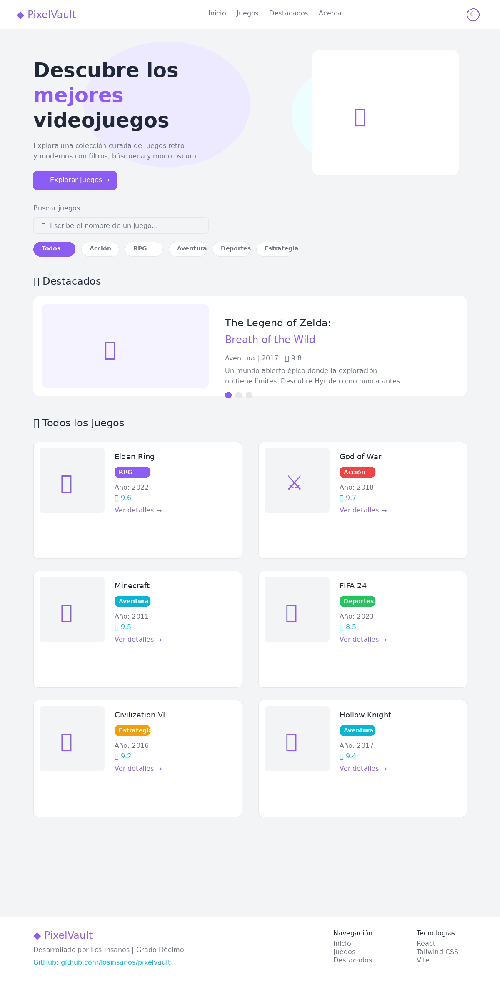 ◆ PixelVault
Inicio Juegos Destacados Acerca
☾
Descubre los
mejores
videojuegos
Explora una colección curada de juegos retro
y modernos con filtros, búsqueda y modo oscuro.
Explorar Juegos →
Buscar juegos...
Escribe el nombre de un juego...
Todos Acción RPG Aventura Deportes Estrategia
Destacados
The Legend of Zelda:
Breath of the Wild
Aventura | 2017 | 9.8
Un mundo abierto épico donde la exploración
no tiene límites. Descubre Hyrule como nunca antes.
Todos los Juegos
Elden Ring
RPG
Año: 2022
9.6
Ver detalles →
God of War
Acción
Año: 2018
9.7
Ver detalles →
Minecraft
Aventura
Año: 2011
9.5
Ver detalles →
FIFA 24
Deportes
Año: 2023
8.5
Ver detalles →
Civilization VI
Estrategia
Año: 2016
9.2
Ver detalles →
Hollow Knight
Aventura
Año: 2017
9.4
Ver detalles →
◆ PixelVault
Desarrollado por Los Insanos | Grado Décimo
GitHub: github.com/losinsanos/pixelvault
Navegación
Inicio
Juegos
Destacados
Tecnologías
React
Tailwind CSS
Vite